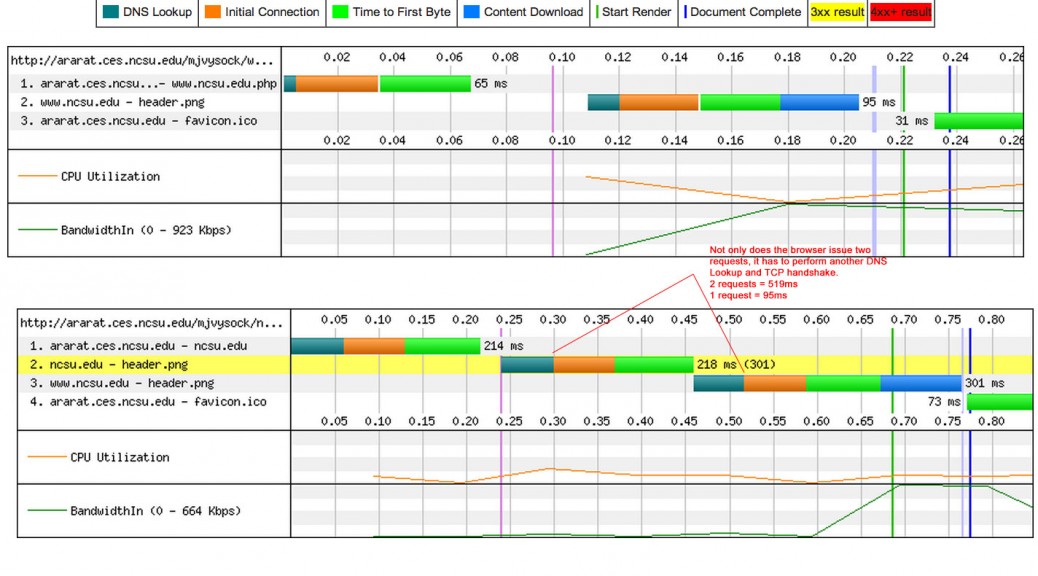 DNS Lookup Initial Connection Time to First Byte Content Download Start Render Document Complete 3xx result 4xx+ result
http://ararat.ces.ncsu.edu/mjvysock/w... 0.02 0.04 0.06 0.08 0.10 0.12 0.14 0.16 0.18 0.20 0.22 0.24 0.26
1. ararat.ces.ncsu...- www.ncsu.edu.php 65 ms
2. www.ncsu.edu - header.png 95 ms
3. ararat.ces.ncsu.edu - favicon.ico 31 ms
0.02 0.04 0.06 0.08 0.10 0.12 0.14 0.16 0.18 0.20 0.22 0.24 0.26
CPU Utilization
BandwidthIn (0 - 923 Kbps)
Not only does the browser issue two
requests, it has to perform another DNS
Lookup and TCP handshake.
2 requests = 519ms
1 request = 95ms
http://ararat.ces.ncsu.edu/mjvysock/n... 0.05 0.10 0.15 0.20 0.25 0.30 0.35 0.40 0.45 0.50 0.55 0.60 0.65 0.70 0.75 0.80
1. ararat.ces.ncsu.edu - ncsu.edu 214 ms
2. ncsu.edu - header.png 218 ms (301)
3. www.ncsu.edu - header.png 301 ms
4. ararat.ces.ncsu.edu - favicon.ico 73 ms
0.05 0.10 0.15 0.20 0.25 0.30 0.35 0.40 0.45 0.50 0.55 0.60 0.65 0.70 0.75 0.80
CPU Utilization
BandwidthIn (0 - 664 Kbps)